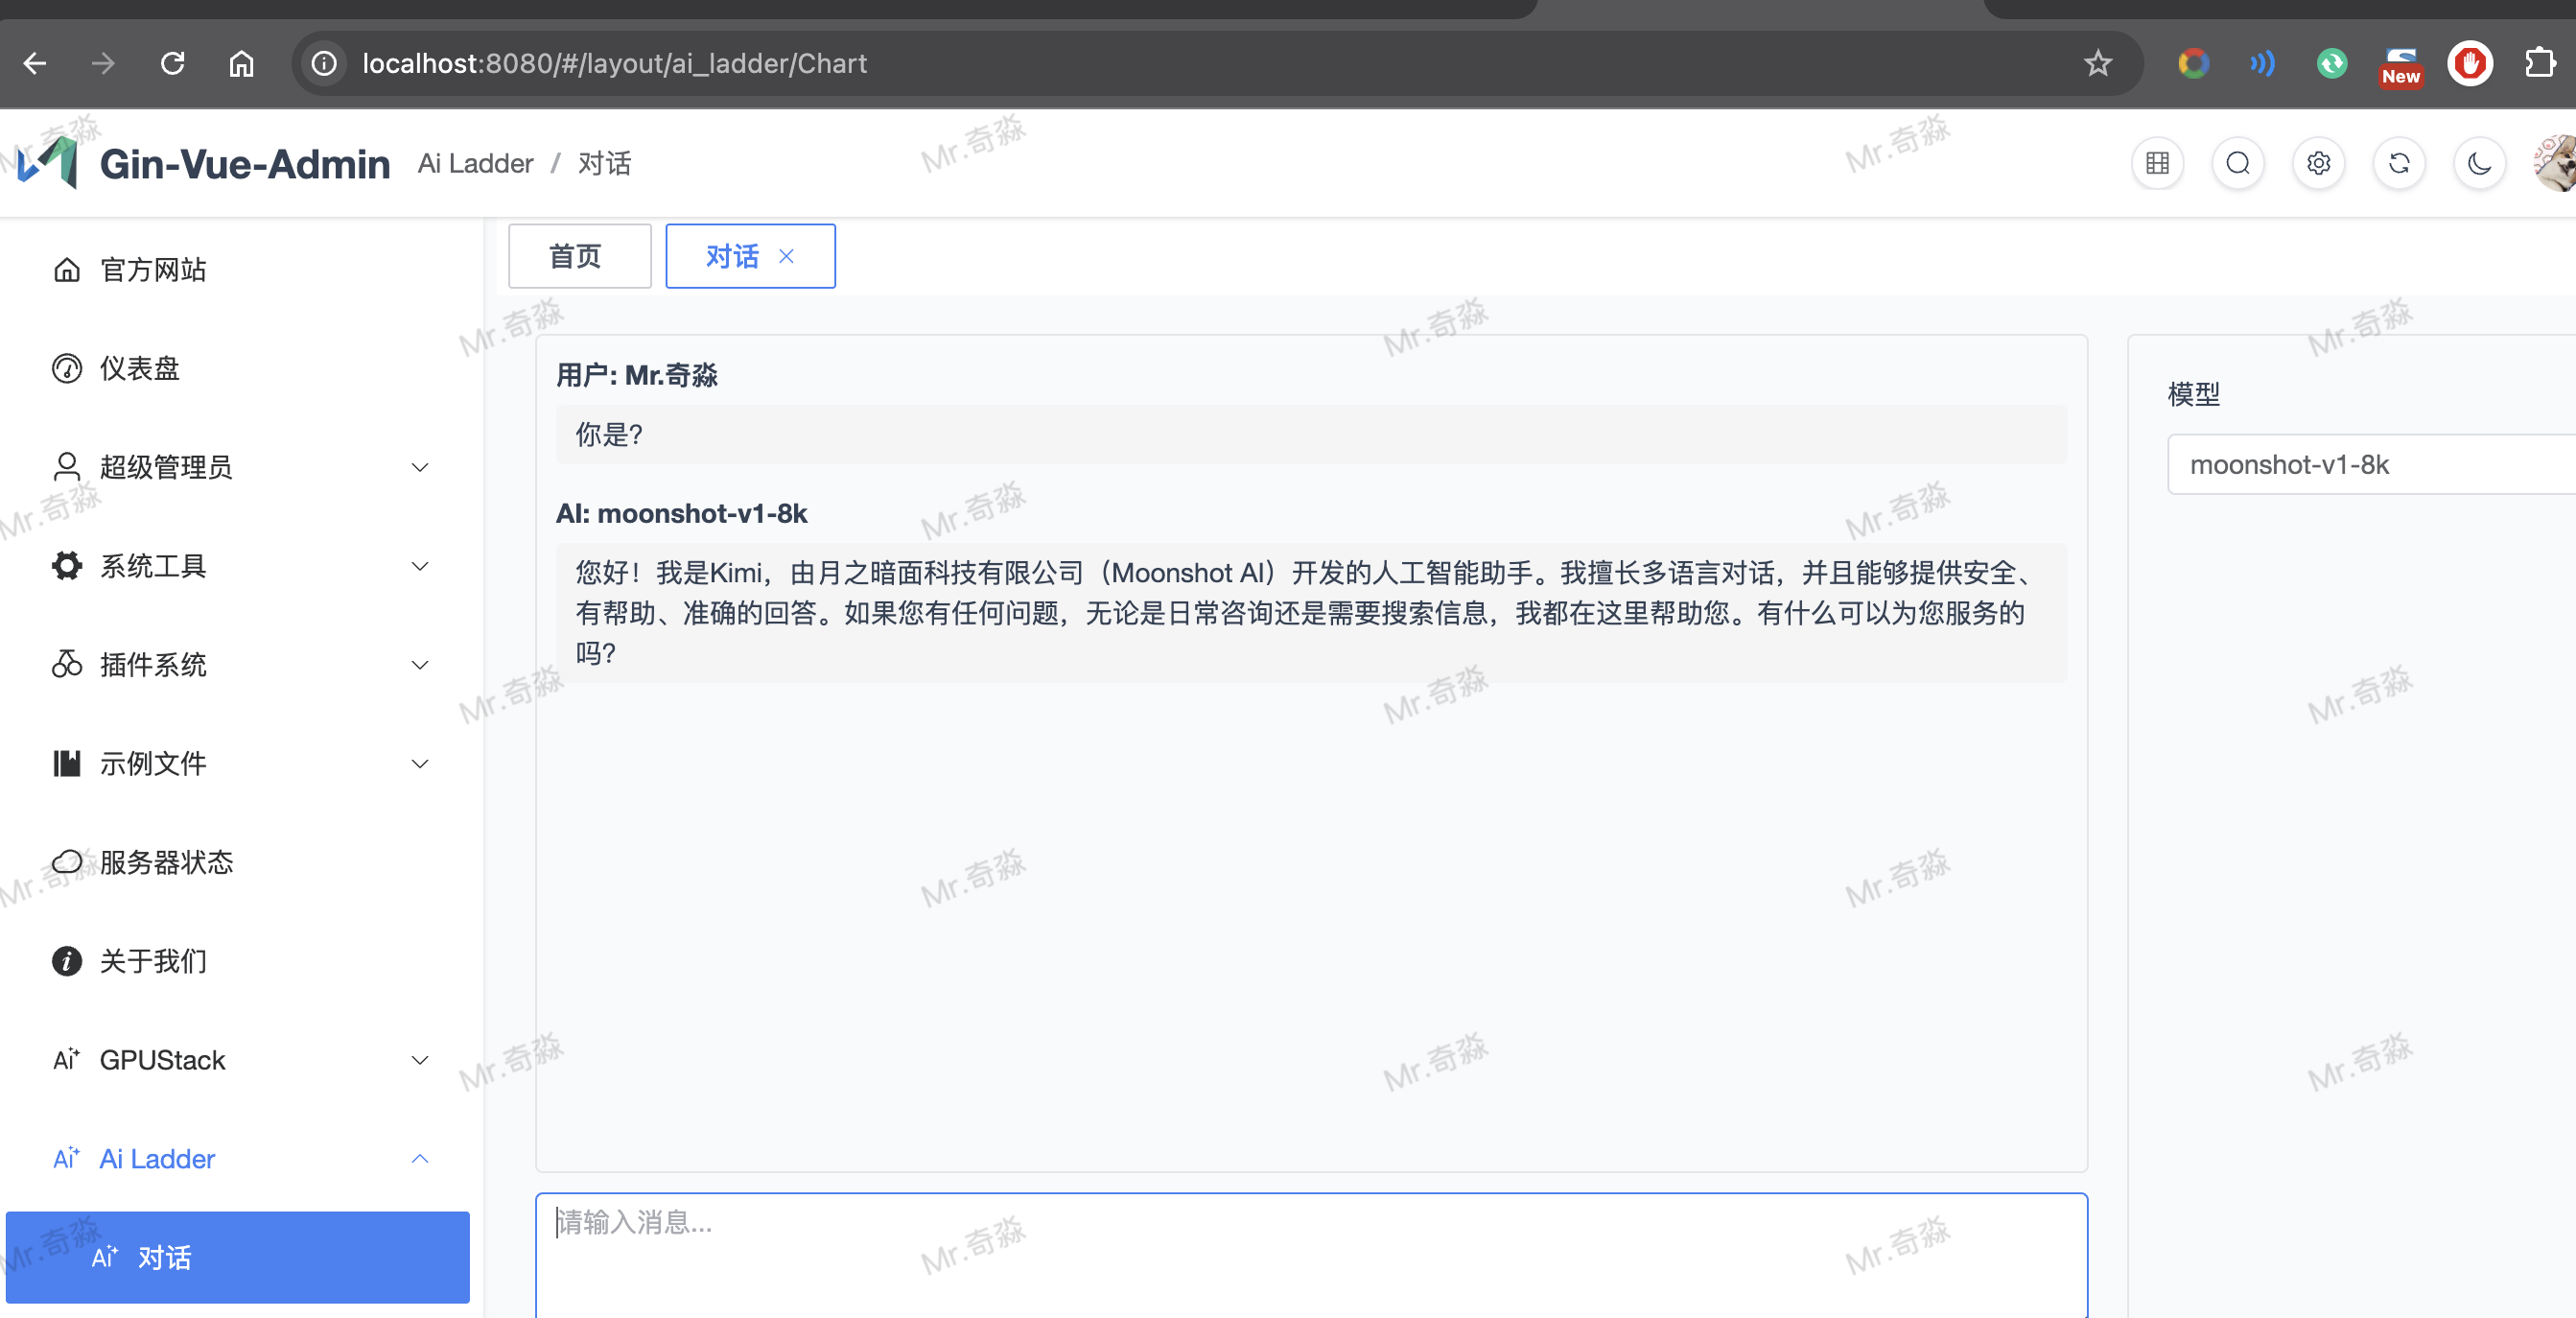 localhost:8080/#/layout/ai_ladder/Chart
New
Gin-Vue-Admin
Ai Ladder / 对话
官方网站
仪表盘
超级管理员
系统工具
插件系统
示例文件
服务器状态
关于我们
Ai GPUStack
Ai Ladder
Ai 对话
首页
对话
用户: Mr.奇淼
你是?
AI: moonshot-v1-8k
您好！我是Kimi，由月之暗面科技有限公司（Moonshot AI）开发的人工智能助手。我擅长多语言对话，并且能够提供安全、
有帮助、准确的回答。如果您有任何问题，无论是日常咨询还是需要搜索信息，我都在这里帮助您。有什么可以为您服务的
吗?
请输入消息...
模型
moonshot-v1-8k
Mr.奇淼